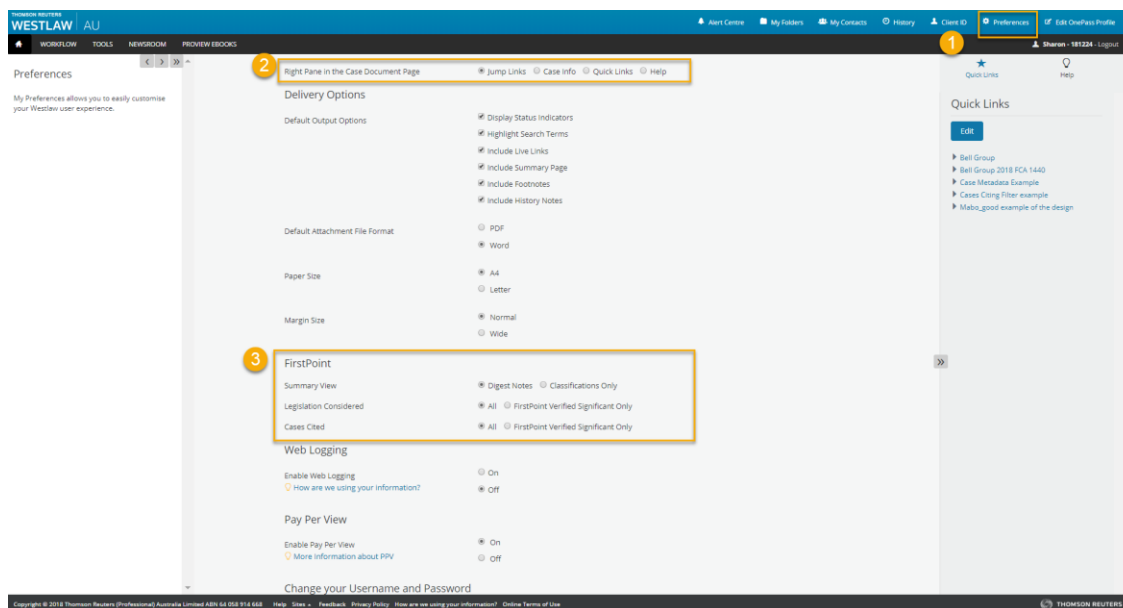 THOMSON REUTERS
WESTLAW AU
Alert Centre My Folders My Contacts History Client ID Preferences Edit OnePass Profile
1
WORKFLOW TOOLS NEWSROOM PROVIEW EBOOKS
Sharon - 181224 - Logout
Preferences
My Preferences allows you to easily customise
your Westlaw user experience.
2
Right Pane in the Case Document Page Jump Links Case Info Quick Links Help
Delivery Options
Default Output Options Display Status Indicators
Highlight Search Terms
Include Live Links
Include Summary Page
Include Footnotes
Include History Notes
Default Attachment File Format PDF
Word
Paper Size A4
Letter
Margin Size Normal
Wide
3
FirstPoint
Summary View Digest Notes Classifications Only
Legislation Considered All FirstPoint Verified Significant Only
Cases Cited All FirstPoint Verified Significant Only
Web Logging
Enable Web Logging On
How are we using your information? Off
Pay Per View
Enable Pay Per View On
More information about PPV Off
Change your Username and Password
Quick Links Help
Quick Links
Edit
Bell Group
Bell Group 2018 FCA 1440
Case Metadata Example
Cases Citing Filter example
Mabo_good example of the design
Copyright © 2018 Thomson Reuters (Professional) Australia Limited ABN 64 058 914 668 Help Sites Feedback Privacy Policy How are we using your information? Online Terms of Use
THOMSON REUTERS